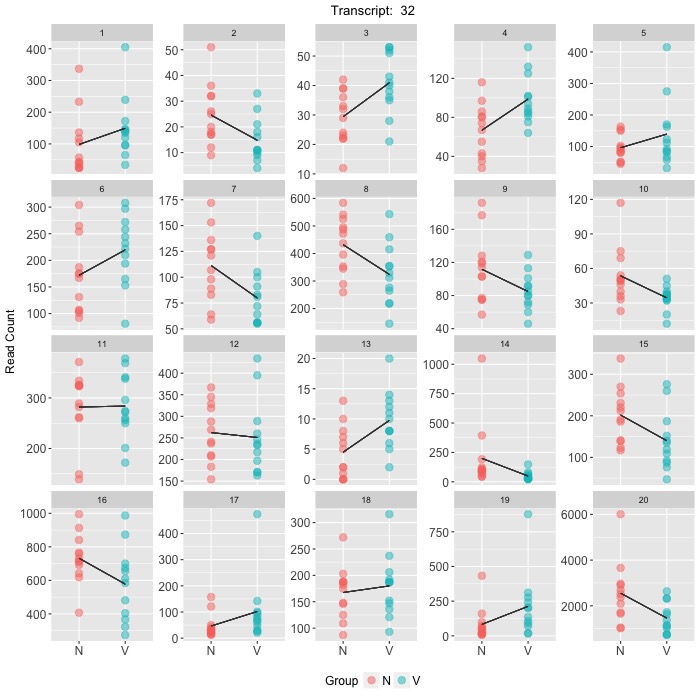 Transcript: 32
1 2 3 4 5
400 300 200 100
50 40 30 20 10
50 40 30 20 10
120 80 40
400 300 200 100
6 7 8 9 10
300 250 200 150 100
175 150 125 100 75 50
600 500 400 300 200
160 120 80 40
120 90 60 30
Read Count
11 12 13 14 15
300 200
400 350 300 250 200 150
20 15 10 5 0
1000 750 500 250 0
300 200 100
16 17 18 19 20
1000 800 600 400
400 300 200 100 0
300 250 200 150 100
750 500 250 0
6000 4000 2000
N V N V N V N V N V
Group N V